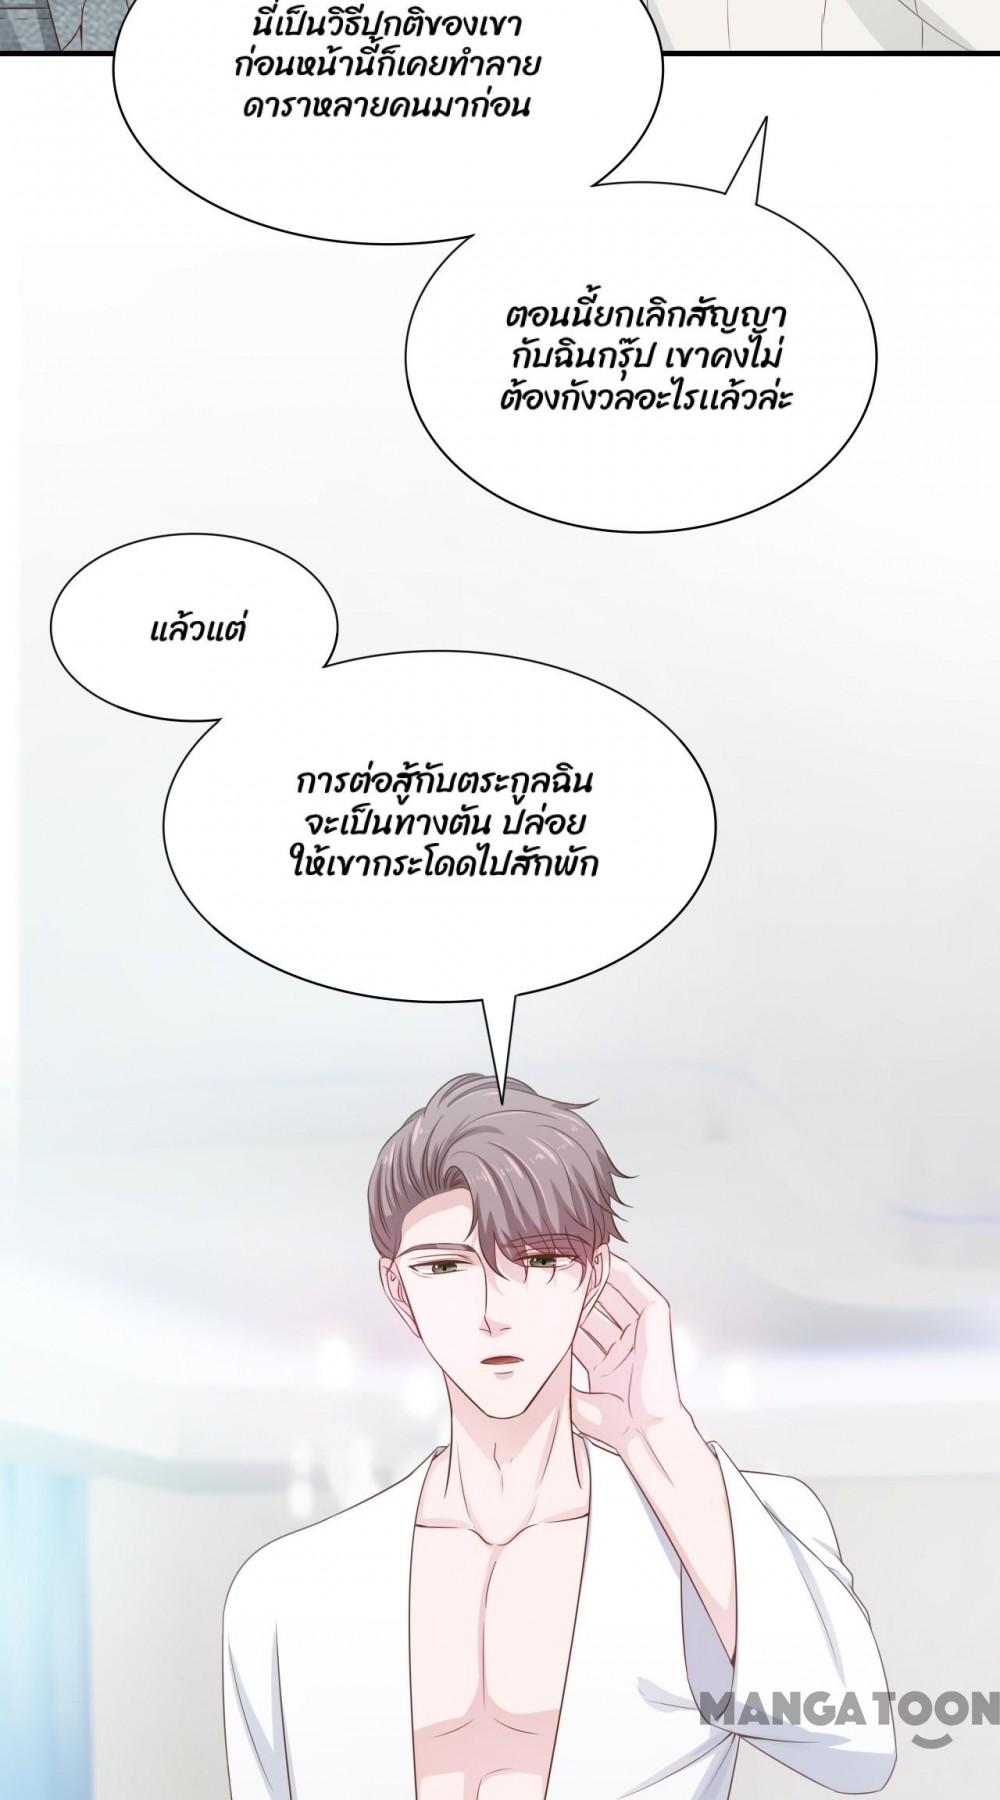 นี่เป็นวิธีปกติของเขา
ก่อนหน้านี้ก็เคยทำลาย
ดาราหลายคนมาก่อน
ตอนนี้ยกเลิกสัญญา
กับฉินกรุ๊ป เขาคงไม่
ต้องกังวลอะไรแล้วล่ะ
แล้วแต่
การต่อสู้กับตระกูลฉิน
จะเป็นทางตัน ปล่อย
ให้เขากระโดดไปสักพัก
MANGATOON